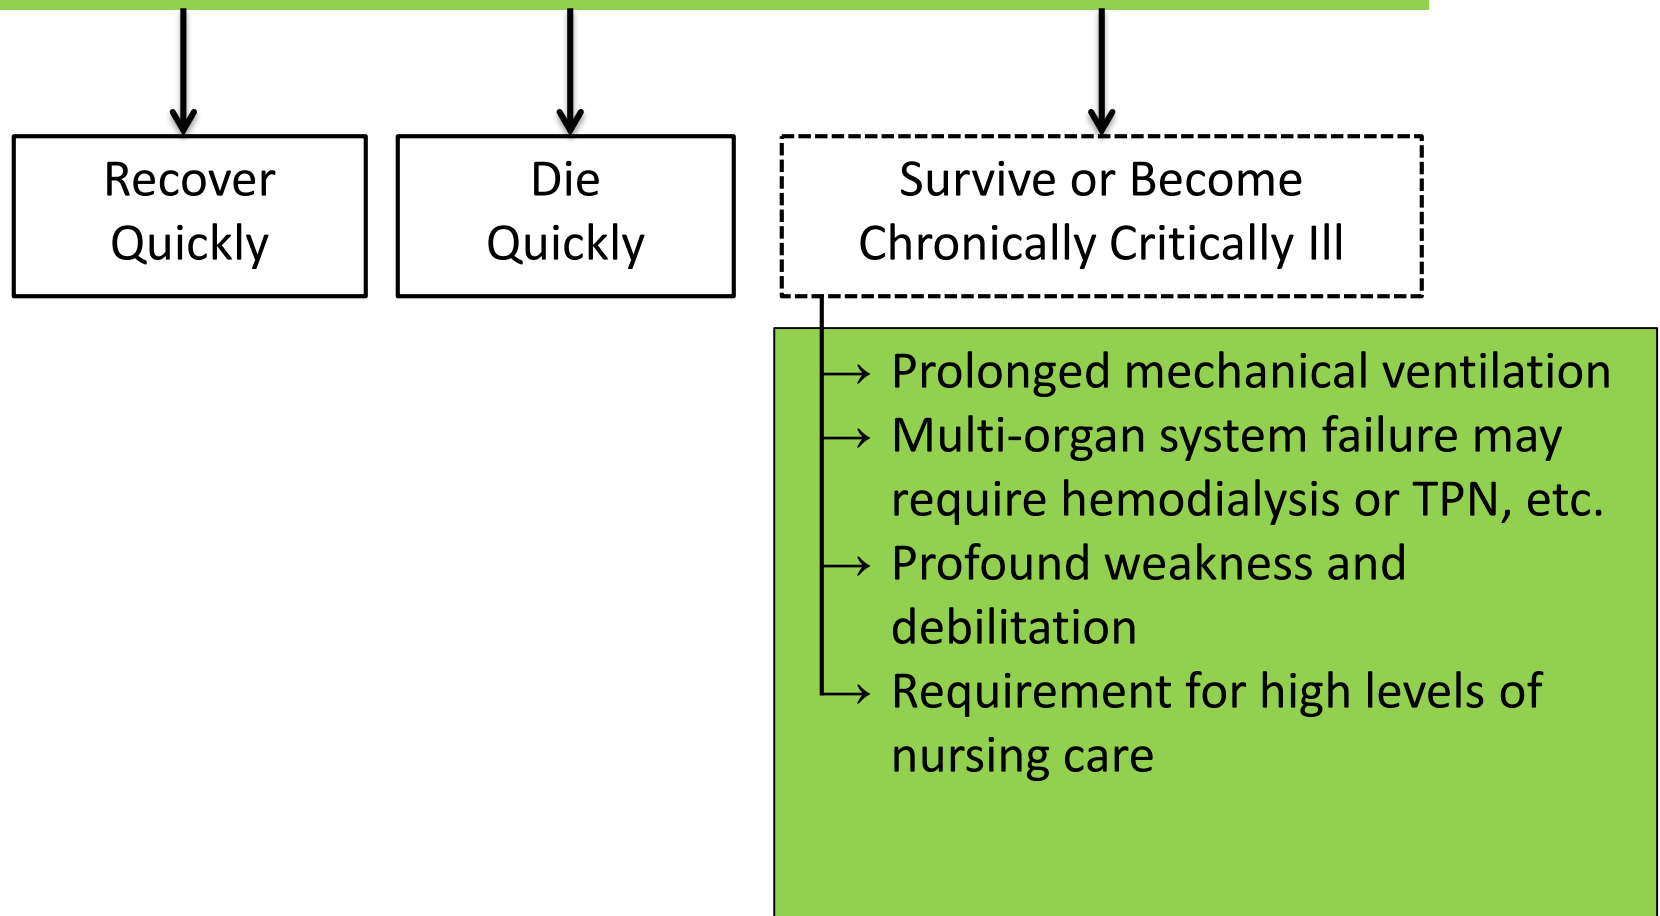 Recover
Quickly
Die
Quickly
Survive or Become
Chronically Critically Ill
→ Prolonged mechanical ventilation
→ Multi-organ system failure may
require hemodialysis or TPN, etc.
→ Profound weakness and
debilitation
→ Requirement for high levels of
nursing care